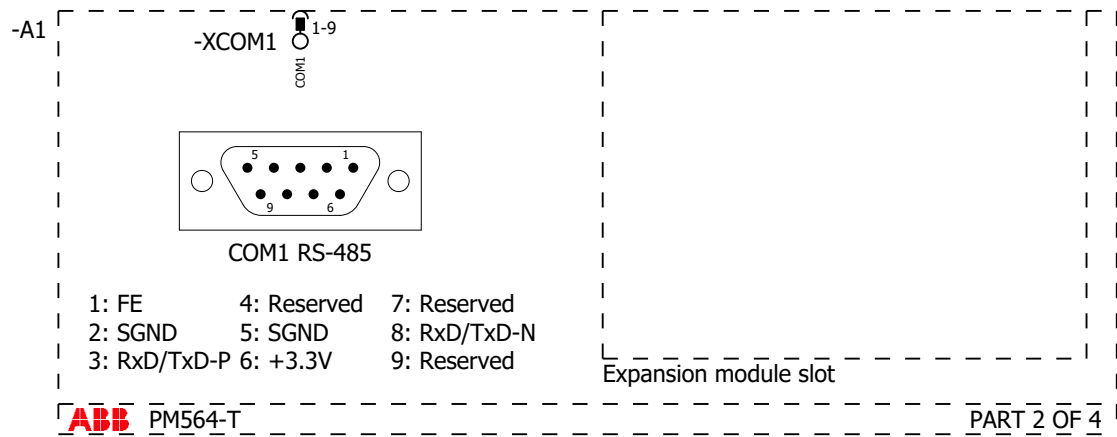 -A1
1-9
-XCOM1
COM1
5 1
9 6
COM1 RS-485
1: FE 4: Reserved 7: Reserved
2: SGND 5: SGND 8: RxD/TxD-N
3: RxD/TxD-P 6: +3.3V 9: Reserved
Expansion module slot
ABB PM564-T PART 2 OF 4